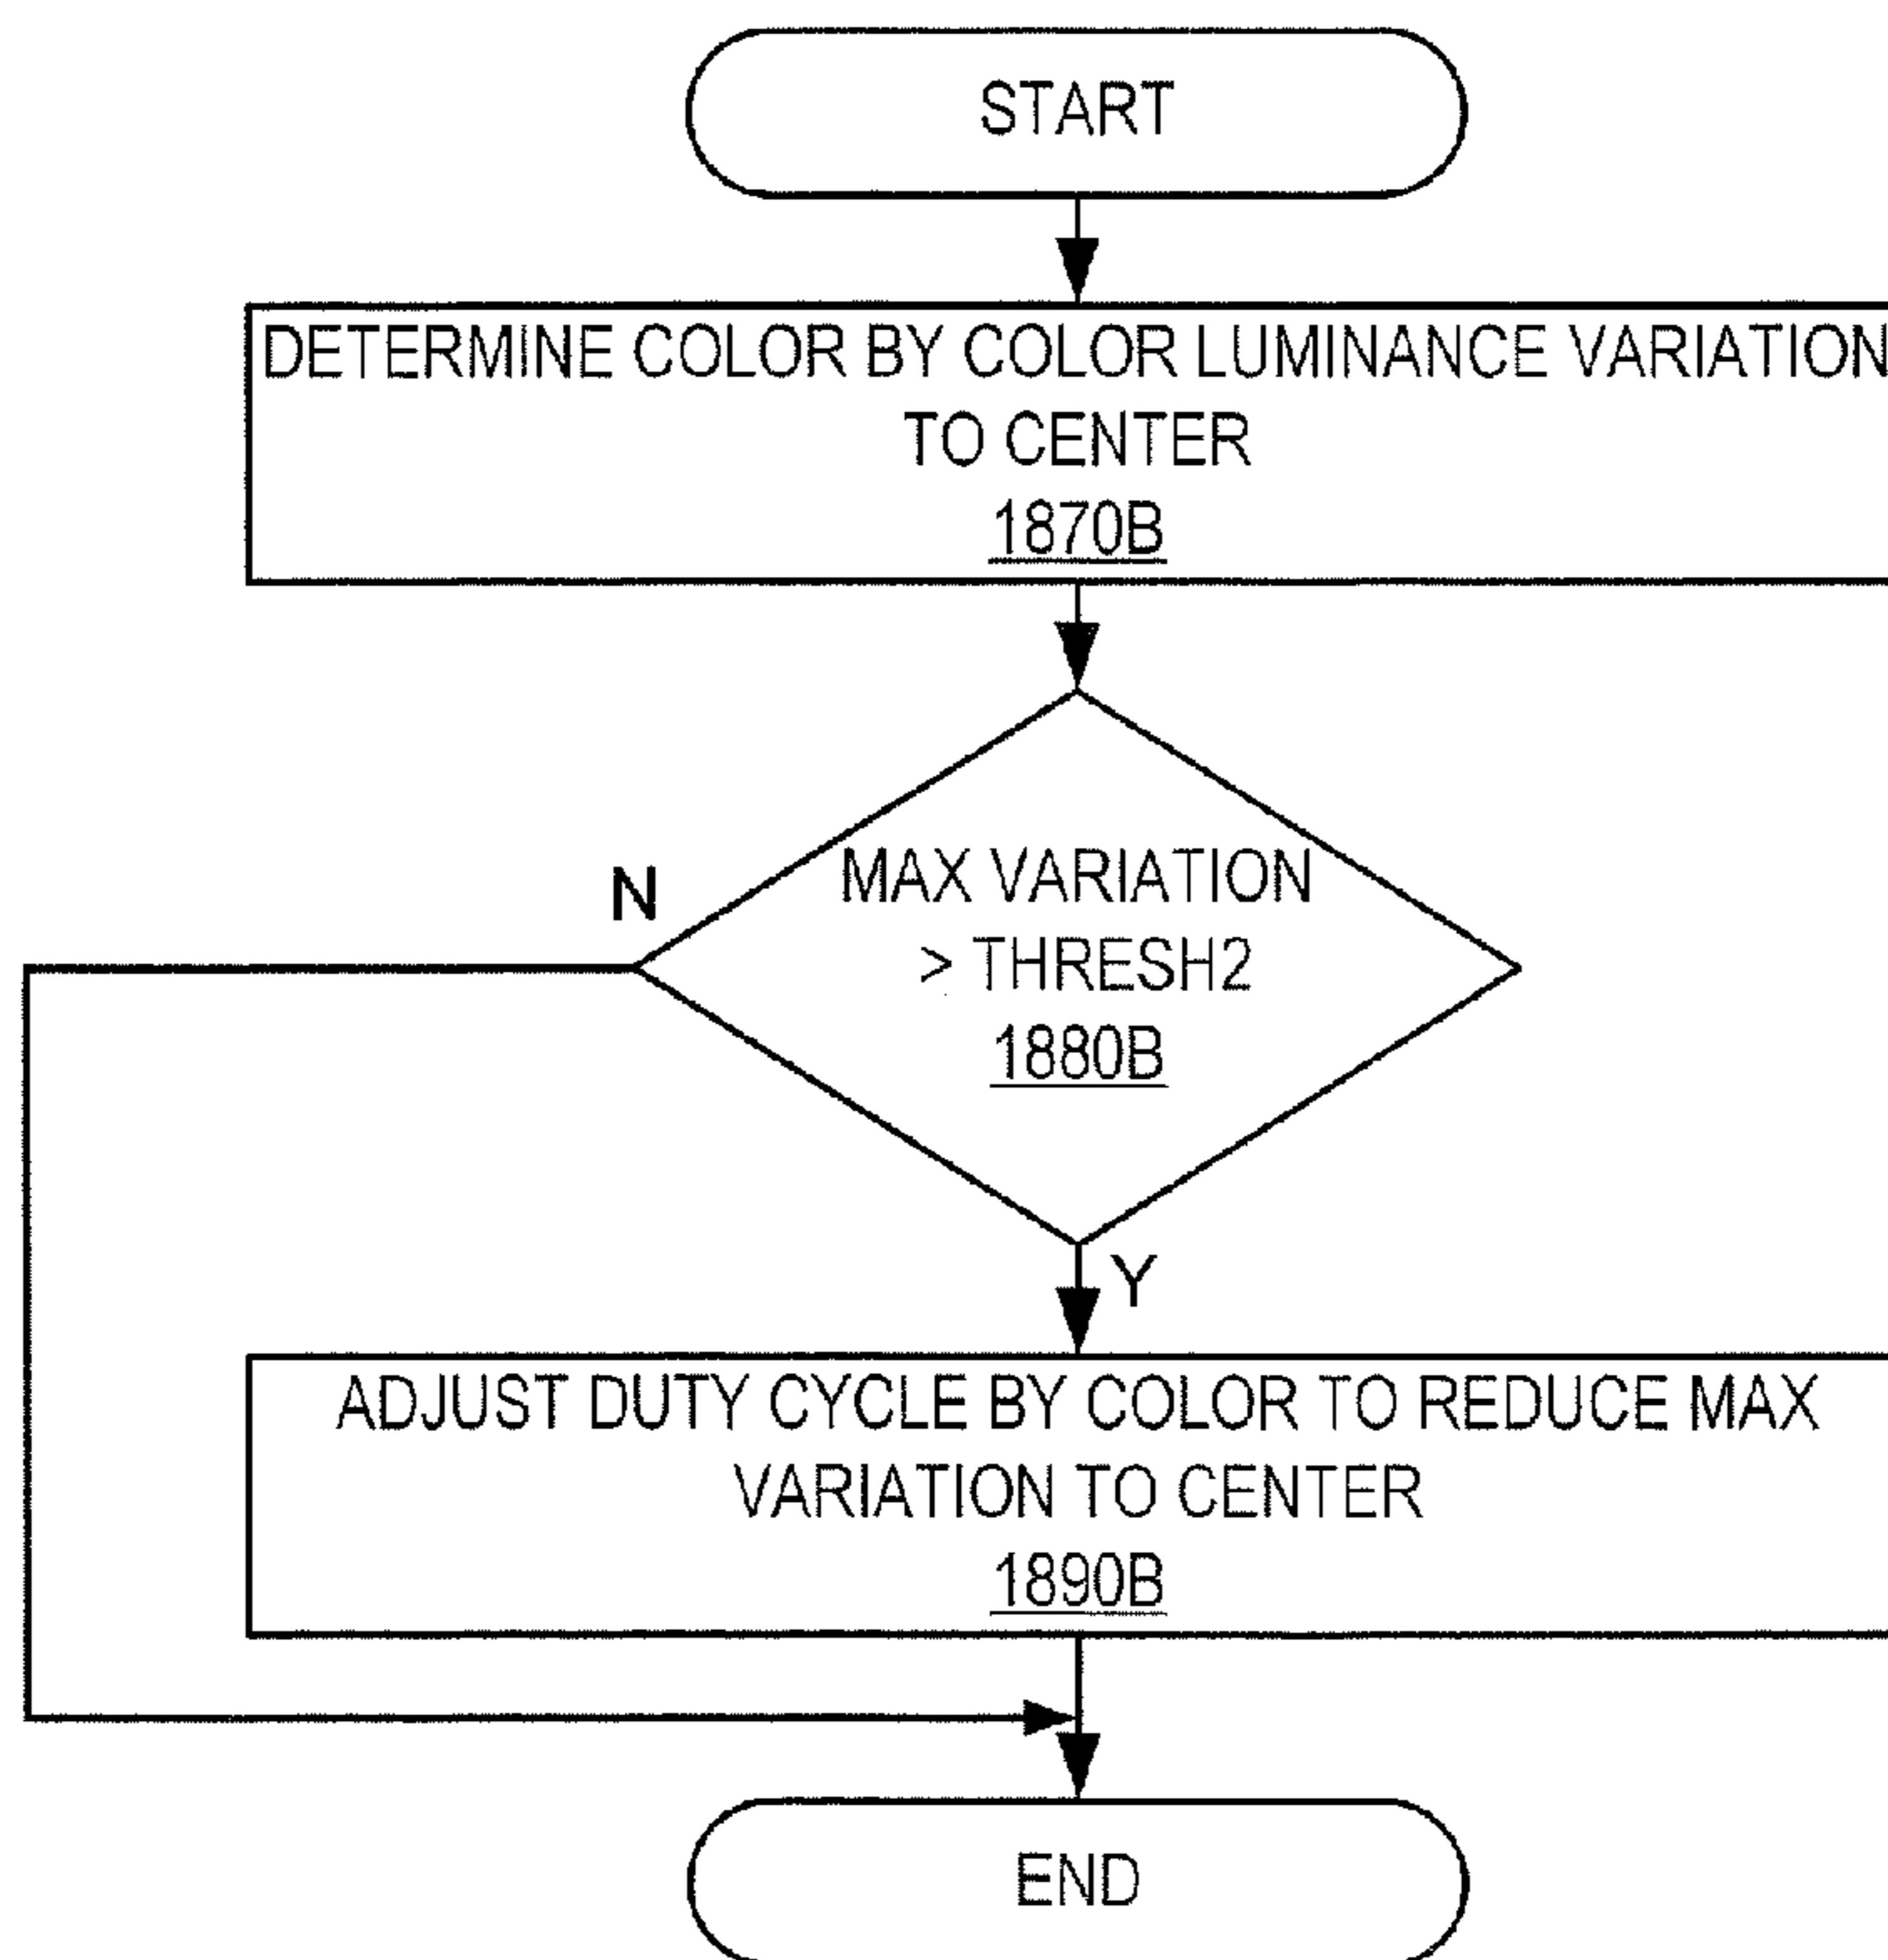 START
DETERMINE COLOR BY COLOR LUMINANCE VARIATION
TO CENTER
1870B
MAX VARIATION
> THRESH2
1880B
N
Y
ADJUST DUTY CYCLE BY COLOR TO REDUCE MAX
VARIATION TO CENTER
1890B
END